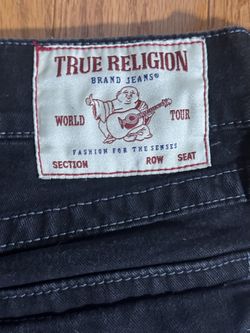 TRUE RELIGION
BRAND JEANS®
WORLD TOUR
FASHION FOR THE SENSES
SECTION ROW SEAT